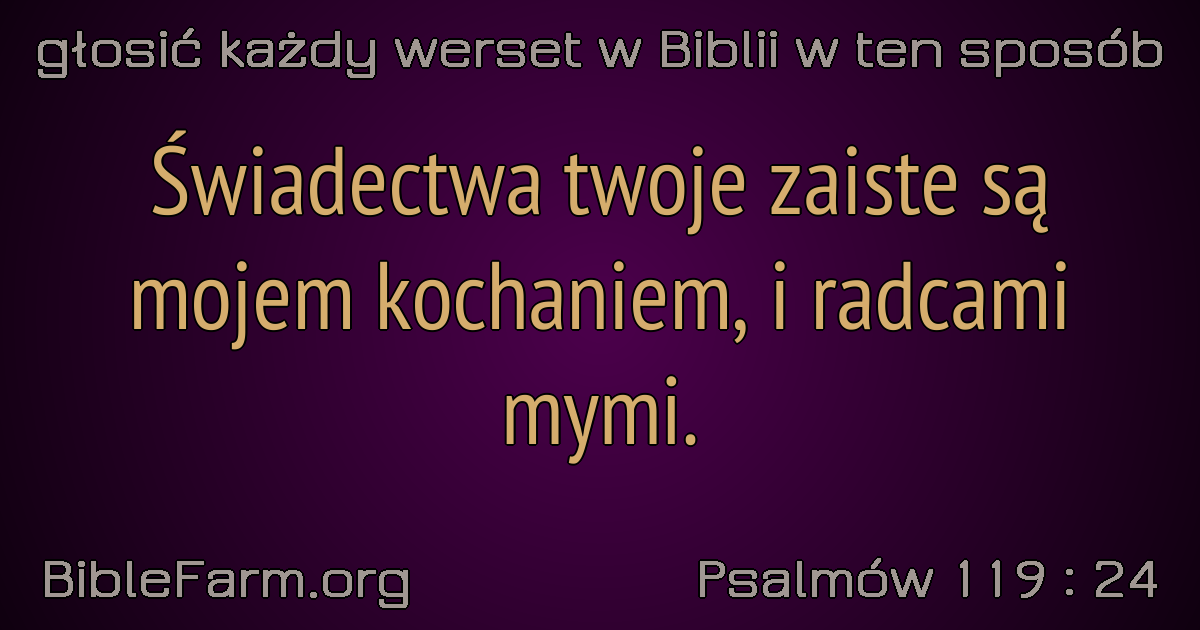 głosić każdy werset w Biblii w ten sposób
Świadectwa twoje zaiste są
mojem kochaniem, i radcami
mymi.
BibleFarm.org
Psalmów 119 : 24